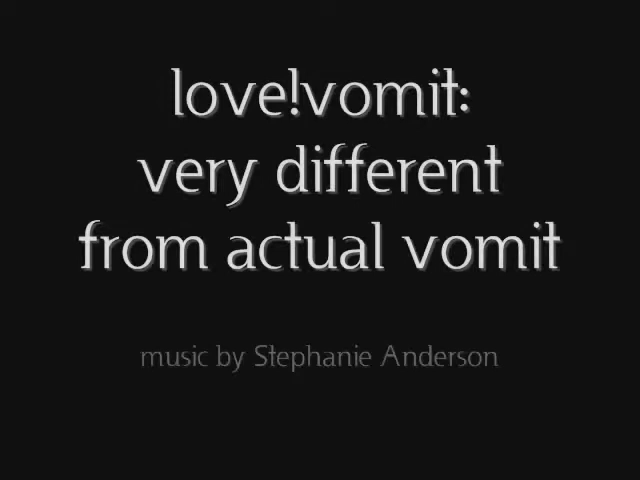 love!vomit:
very different
from actual vomit
music by Stephanie Anderson